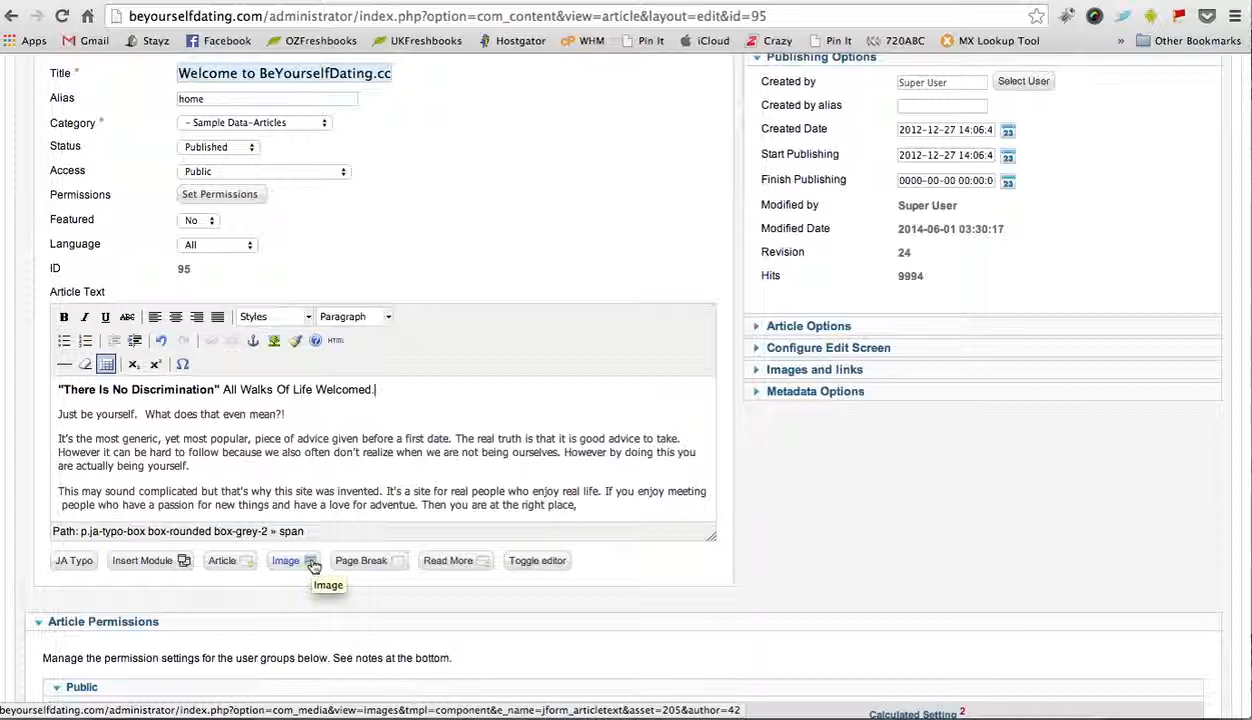 beyourselfdating.com/administrator/index.php?option=com_content&view=article&layout=edit&id=95
Apps Gmail Stayz Facebook OZFreshbooks UKFreshbooks Hostgator WHM Pin It iCloud Crazy Pin It 720ABC MX Lookup Tool » Other Bookmarks
Title * Welcome to BeYourselfDating.cc
Alias home
Category * - Sample Data-Articles
Status Published
Access Public
Permissions Set Permissions
Featured No
Language All
ID 95
Article Text
B I U ABC Styles Paragraph
HTML
"There Is No Discrimination" All Walks Of Life Welcomed.
Just be yourself. What does that even mean?!
It's the most generic, yet most popular, piece of advice given before a first date. The real truth is that it is good advice to take.
However it can be hard to follow because we also often don't realize when we are not being ourselves. However by doing this you
are actually being yourself.
This may sound complicated but that's why this site was invented. It's a site for real people who enjoy real life. If you enjoy meeting
people who have a passion for new things and have a love for adventue. Then you are at the right place,
Path: p.ja-typo-box box-rounded box-grey-2 » span
JA Typo Insert Module Article Image Page Break Read More Toggle editor
Image
Article Permissions
Manage the permission settings for the user groups below. See notes at the bottom.
Public
beyourselfdating.com/administrator/index.php?option=com_media&view=images&tmpl=component&e_name=jform_articletext&asset=205&author=42
Calculated Setting 2
Publishing Options
Created by Super User Select User
Created by alias
Created Date 2012-12-27 14:06:4 23
Start Publishing 2012-12-27 14:06:4 23
Finish Publishing 0000-00-00 00:00:0 23
Modified by Super User
Modified Date 2014-06-01 03:30:17
Revision 24
Hits 9994
Article Options
Configure Edit Screen
Images and links
Metadata Options